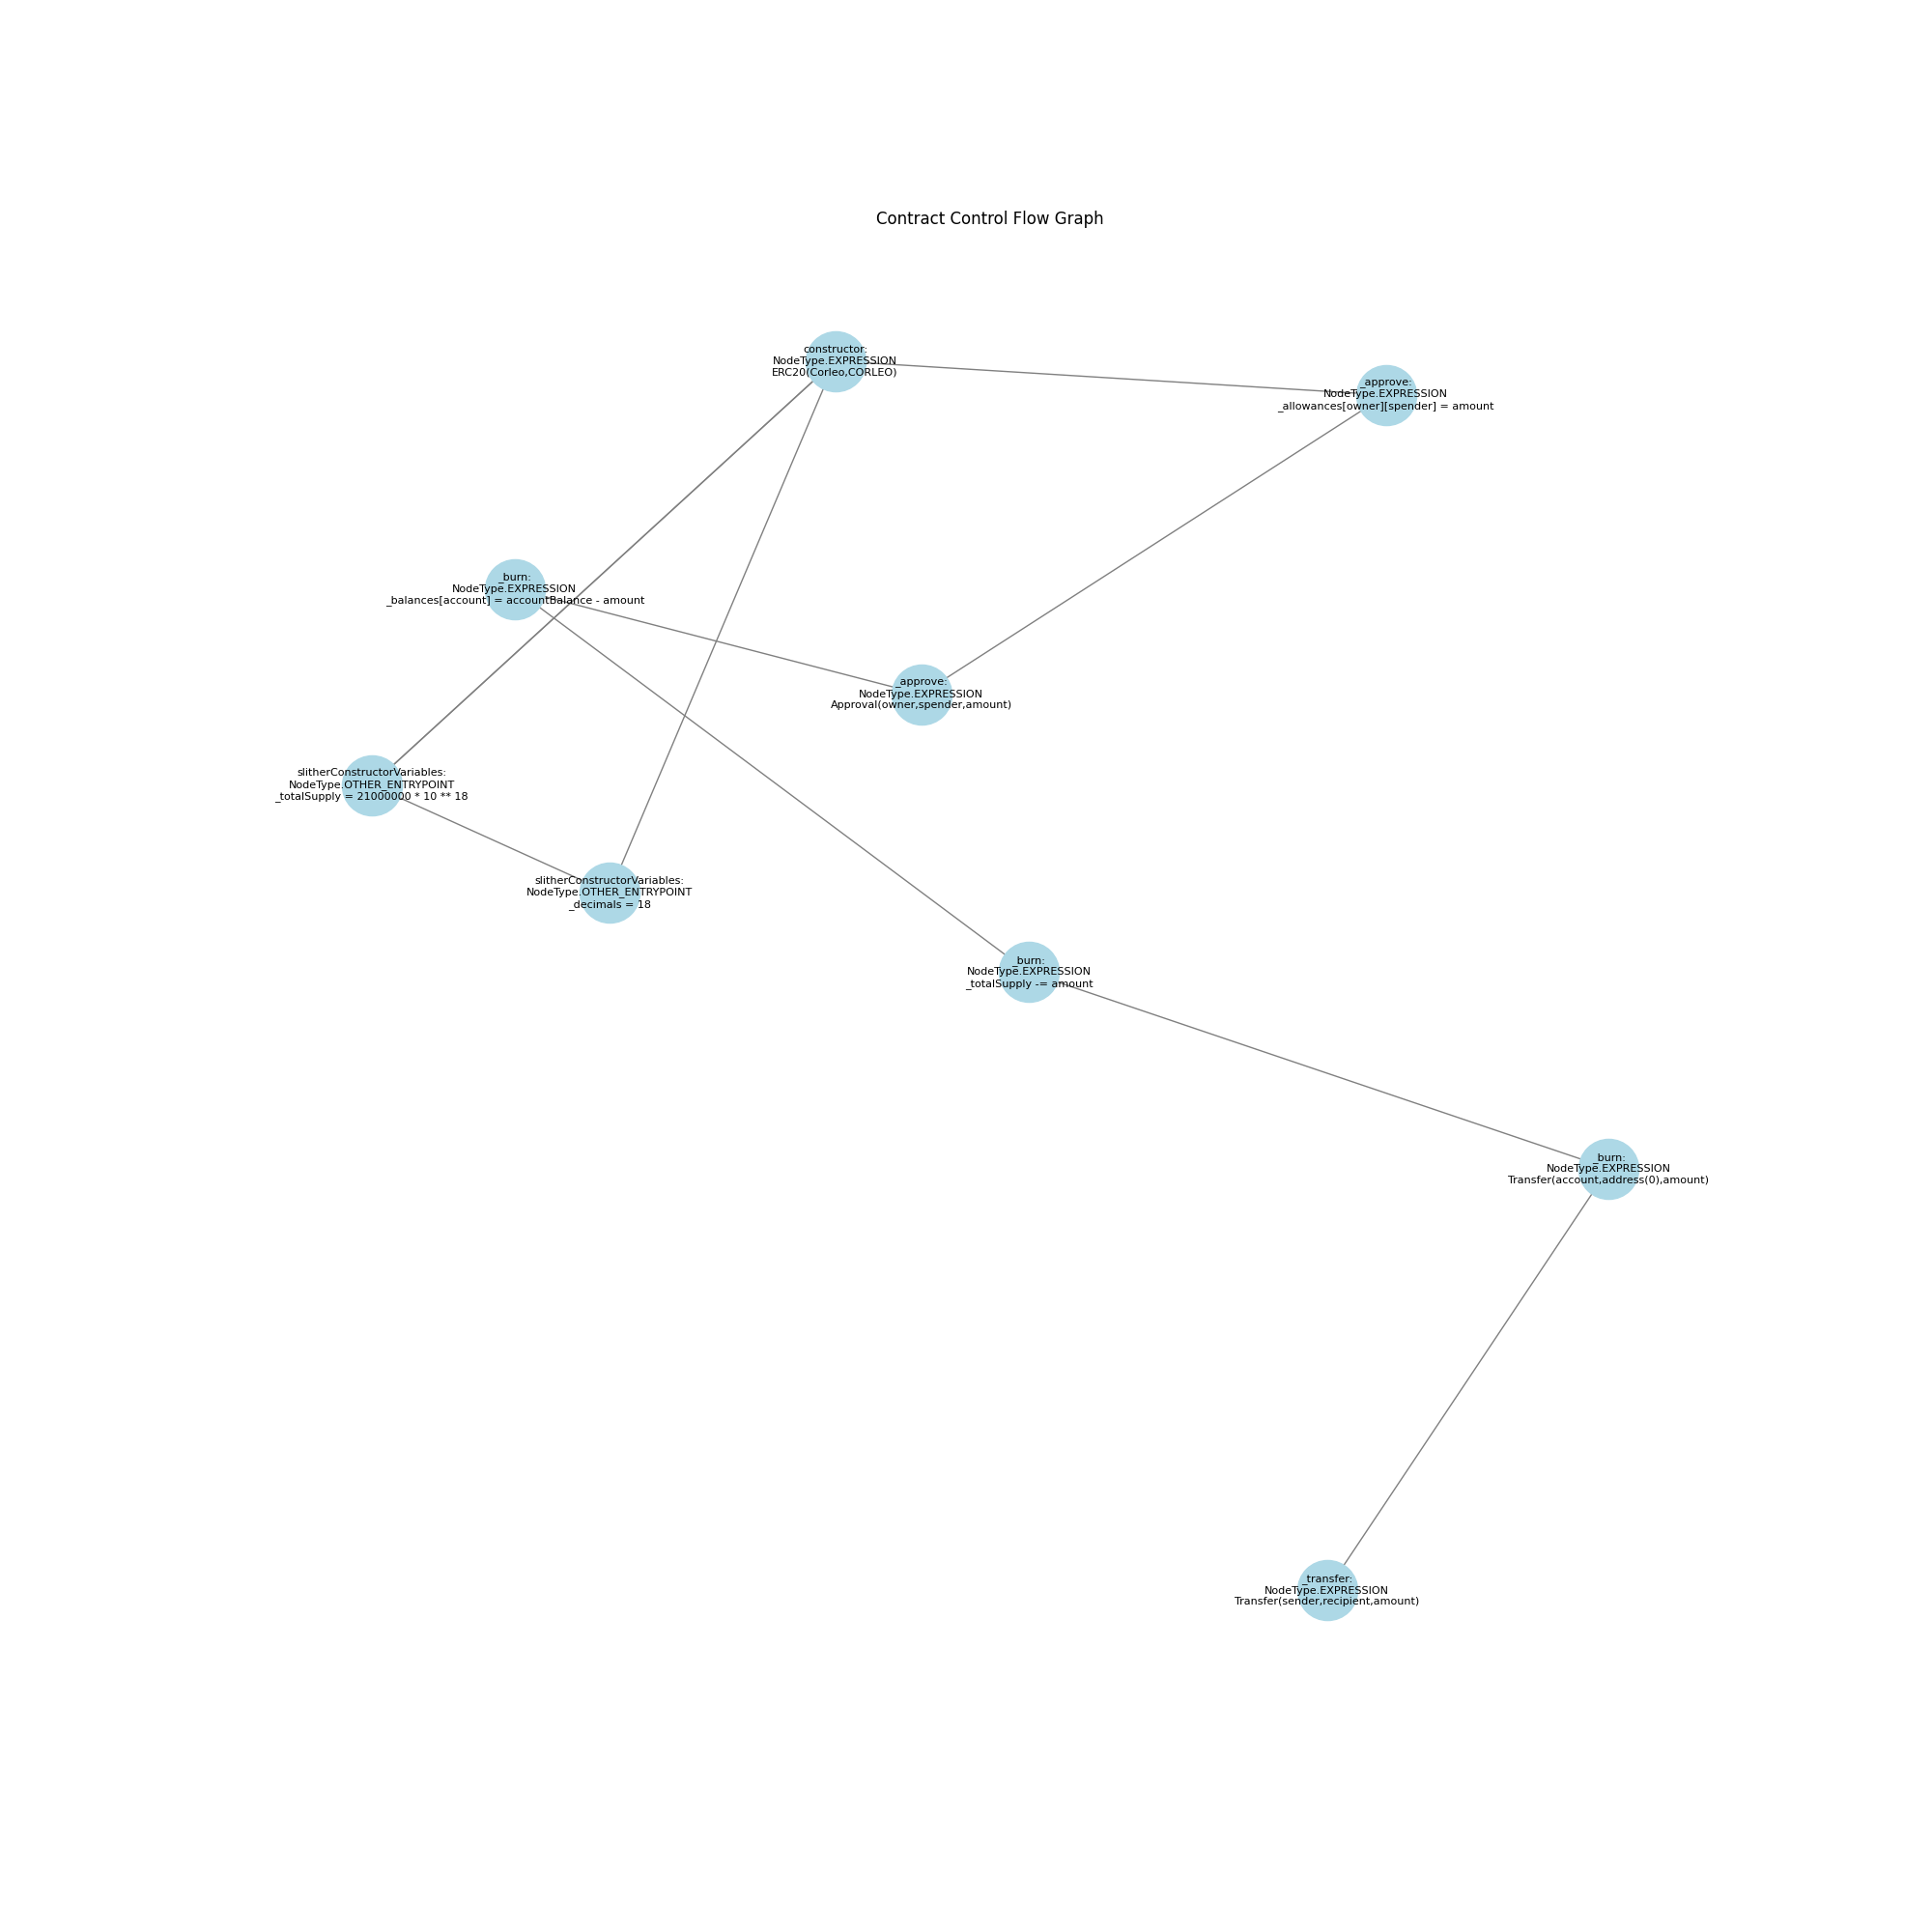 Contract Control Flow Graph
constructor:
NodeType.EXPRESSION
ERC20(Corleo,CORLEO)
_approve:
NodeType.EXPRESSION
_allowances[owner][spender] = amount
_burn:
NodeType.EXPRESSION
_balances[account] = accountBalance - amount
_approve:
NodeType.EXPRESSION
Approval(owner,spender,amount)
slitherConstructorVariables:
NodeType.OTHER_ENTRYPOINT
_totalSupply = 21000000 * 10 ** 18
slitherConstructorVariables:
NodeType.OTHER_ENTRYPOINT
_decimals = 18
_burn:
NodeType.EXPRESSION
_totalSupply -= amount
_burn:
NodeType.EXPRESSION
Transfer(account,address(0),amount)
_transfer:
NodeType.EXPRESSION
Transfer(sender,recipient,amount)